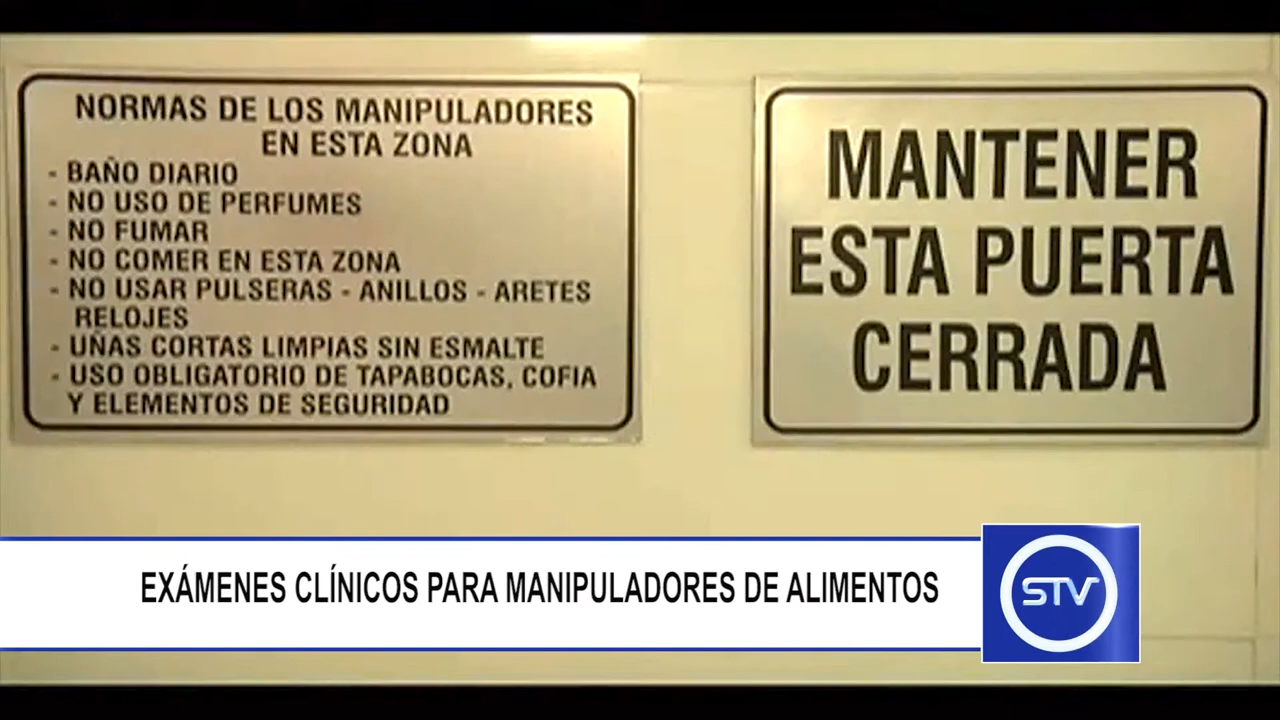 NORMAS DE LOS MANIPULADORES
EN ESTA ZONA
- BAÑO DIARIO
- NO USO DE PERFUMES
- NO FUMAR
- NO COMER EN ESTA ZONA
- NO USAR PULSERAS - ANILLOS - ARETES
RELOJES
- UÑAS CORTAS LIMPIAS SIN ESMALTE
- USO OBLIGATORIO DE TAPABOCAS, COFIA
Y ELEMENTOS DE SEGURIDAD
MANTENER
ESTA PUERTA
CERRADA
EXÁMENES CLÍNICOS PARA MANIPULADORES DE ALIMENTOS
STV